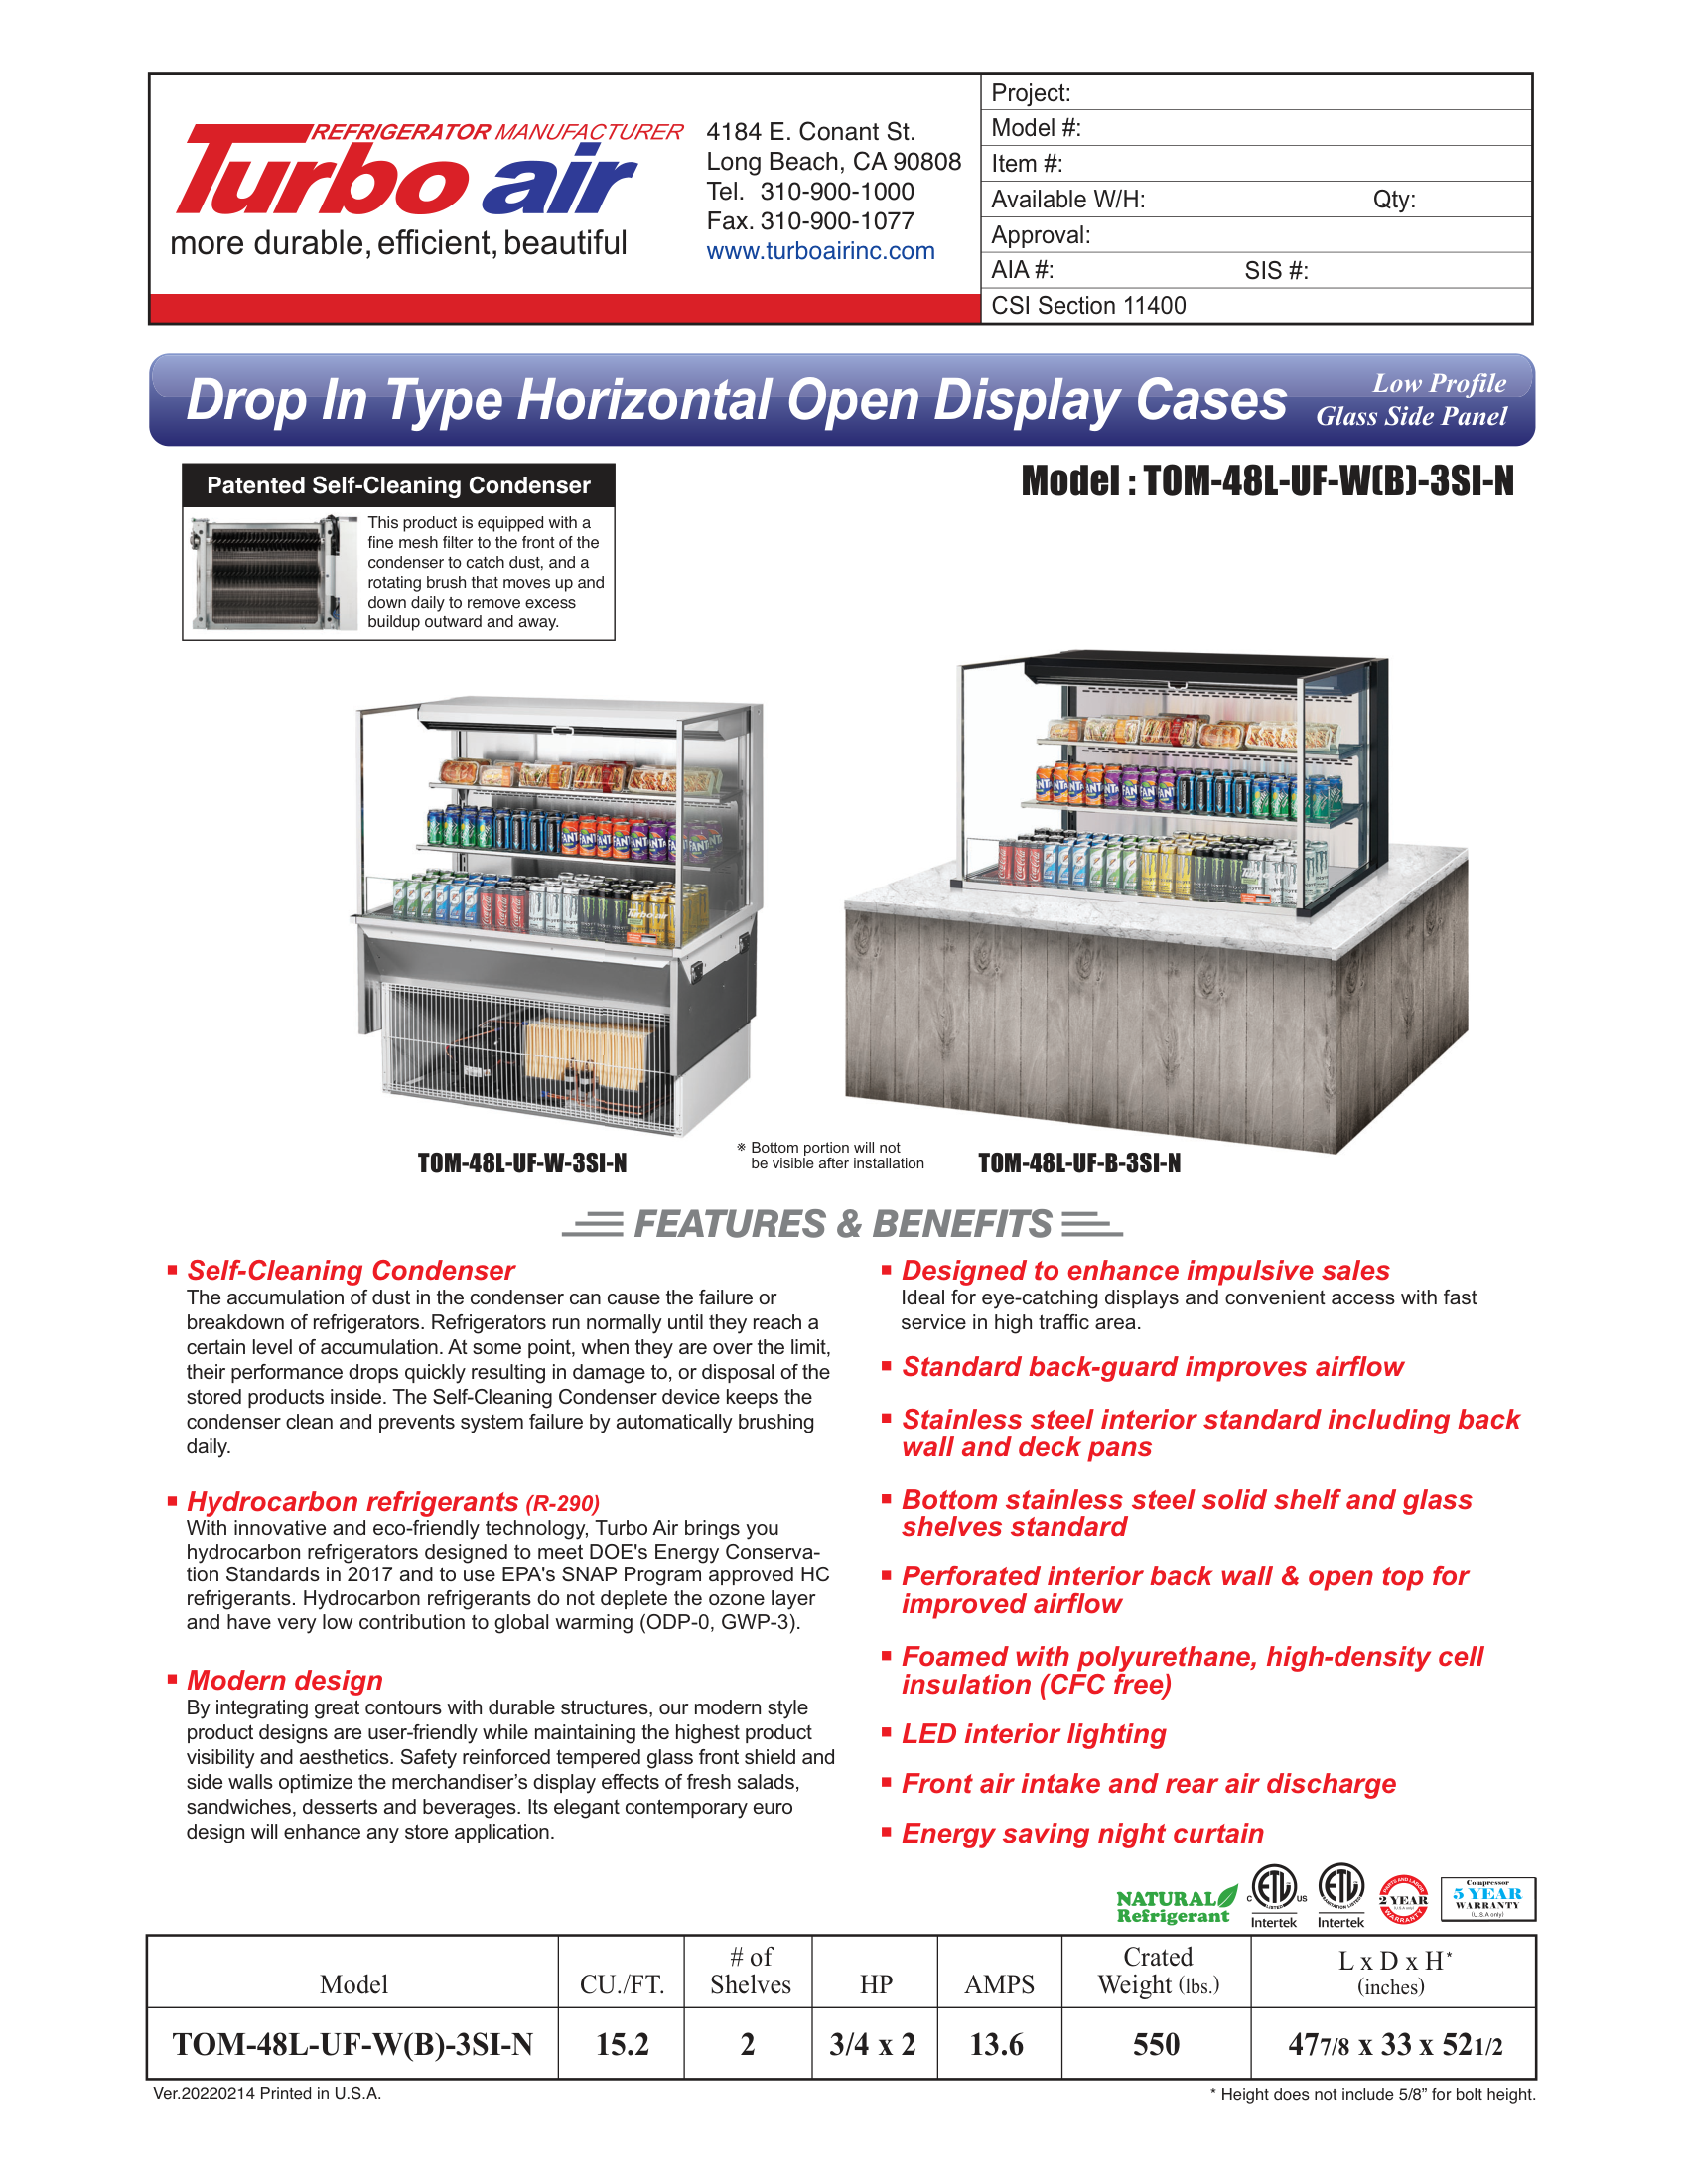 REFRIGERATOR MANUFACTURER
Turbo air
more durable, efficient, beautiful
4184 E. Conant St.
Long Beach, CA 90808
Tel. 310-900-1000
Fax. 310-900-1077
www.turboairinc.com
Project:
Model #:
Item #:
Available W/H: Qty:
Approval:
AIA #: SIS #:
CSI Section 11400
Drop In Type Horizontal Open Display Cases
Low Profile
Glass Side Panel
Patented Self-Cleaning Condenser
This product is equipped with a
fine mesh filter to the front of the
condenser to catch dust, and a
rotating brush that moves up and
down daily to remove excess
buildup outward and away.
Model : TOM-48L-UF-W(B)-3SI-N
TOM-48L-UF-W-3SI-N
※ Bottom portion will not
be visible after installation
TOM-48L-UF-B-3SI-N
FEATURES & BENEFITS
▪ Self-Cleaning Condenser
The accumulation of dust in the condenser can cause the failure or
breakdown of refrigerators. Refrigerators run normally until they reach a
certain level of accumulation. At some point, when they are over the limit,
their performance drops quickly resulting in damage to, or disposal of the
stored products inside. The Self-Cleaning Condenser device keeps the
condenser clean and prevents system failure by automatically brushing
daily.
▪ Hydrocarbon refrigerants (R-290)
With innovative and eco-friendly technology, Turbo Air brings you
hydrocarbon refrigerators designed to meet DOE's Energy Conserva-
tion Standards in 2017 and to use EPA's SNAP Program approved HC
refrigerants. Hydrocarbon refrigerants do not deplete the ozone layer
and have very low contribution to global warming (ODP-0, GWP-3).
▪ Modern design
By integrating great contours with durable structures, our modern style
product designs are user-friendly while maintaining the highest product
visibility and aesthetics. Safety reinforced tempered glass front shield and
side walls optimize the merchandiser’s display effects of fresh salads,
sandwiches, desserts and beverages. Its elegant contemporary euro
design will enhance any store application.
▪ Designed to enhance impulsive sales
Ideal for eye-catching displays and convenient access with fast
service in high traffic area.
▪ Standard back-guard improves airflow
▪ Stainless steel interior standard including back
wall and deck pans
▪ Bottom stainless steel solid shelf and glass
shelves standard
▪ Perforated interior back wall & open top for
improved airflow
▪ Foamed with polyurethane, high-density cell
insulation (CFC free)
▪ LED interior lighting
▪ Front air intake and rear air discharge
▪ Energy saving night curtain
NATURAL
Refrigerant
C ETL US
LISTED
Intertek
ETL
SANITATION LISTED
Intertek
PARTS AND LABOR
2 YEAR
(U.S.A only)
WARRANTY
Compressor
5 YEAR
WARRANTY
(U.S.A only)
Model CU./FT. # of Shelves HP AMPS Crated Weight (lbs.) L x D x H* (inches)
TOM-48L-UF-W(B)-3SI-N 15.2 2 3/4 x 2 13.6 550 47 7/8 x 33 x 52 1/2
Ver.20220214 Printed in U.S.A.
* Height does not include 5/8” for bolt height.